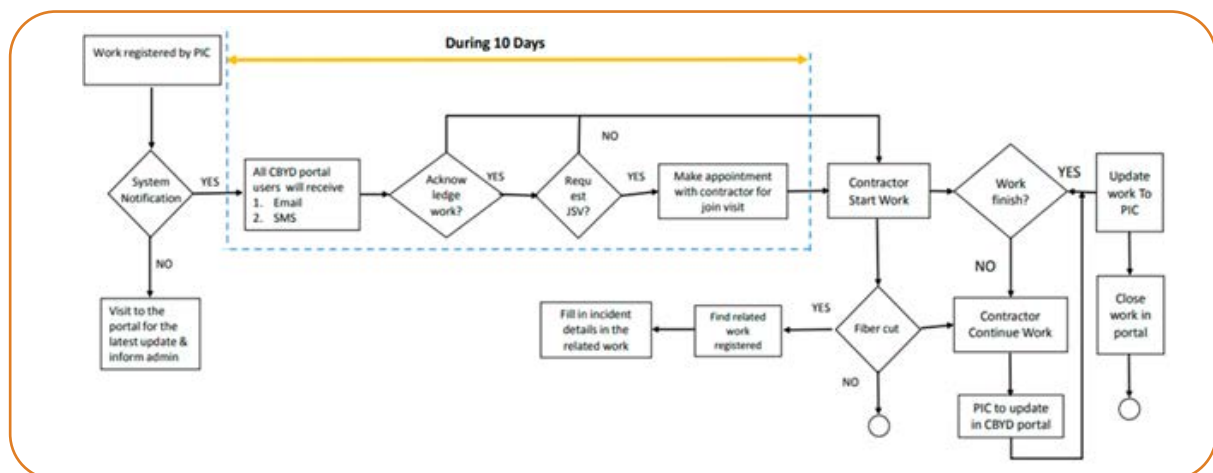 During 10 Days
Work registered by PIC
System
Notification
YES
NO
Visit to the
portal for the
latest update &
inform admin
All CBYD portal
users will receive
1. Email
2. SMS
Acknow
ledge
work?
YES
NO
Requ
est
JSV?
YES
Make appointment
with contractor for
join visit
Contractor
Start Work
Work
finish?
YES
NO
Update
work To
PIC
Close
work in
portal
Fiber cut
YES
NO
Find related
work
registered
Fill in incident
details in the
related work
Contractor
Continue Work
PIC to update
in CBYD portal